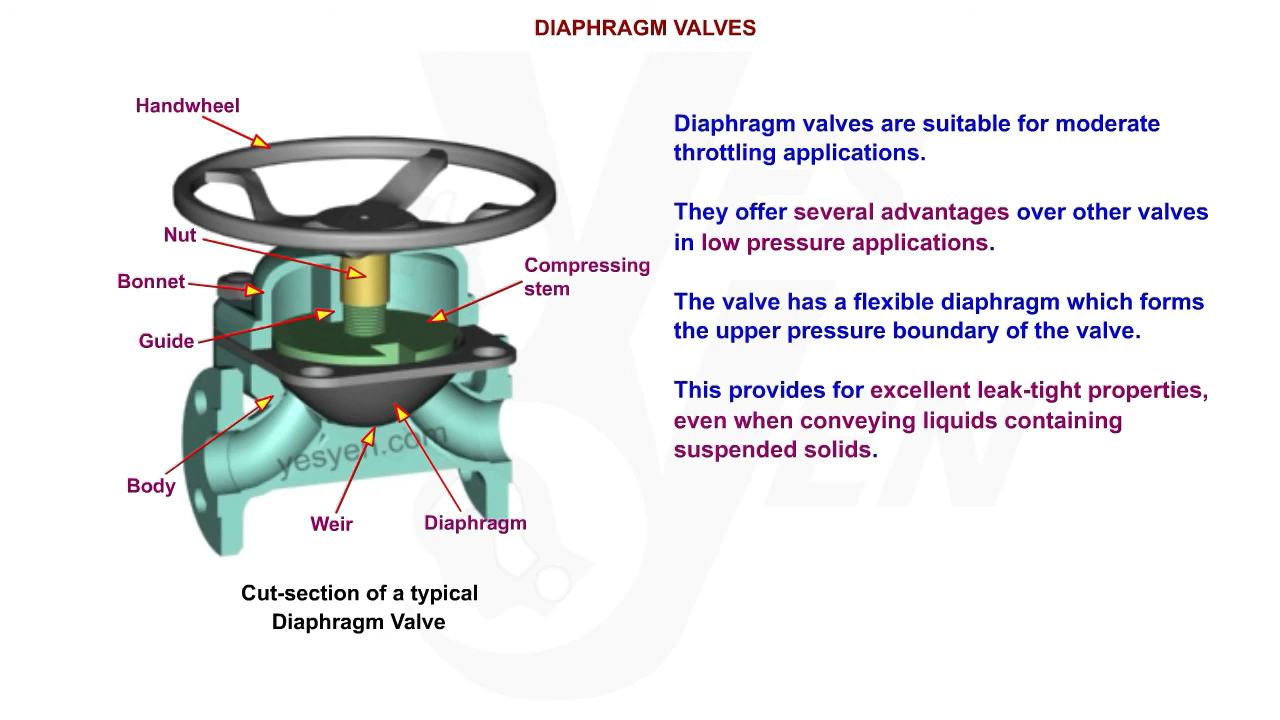 DIAPHRAGM VALVES
Handwheel
Nut
Bonnet
Guide
Compressing
stem
Body
Weir
Diaphragm
yesyen.com
Cut-section of a typical
Diaphragm Valve
Diaphragm valves are suitable for moderate
throttling applications.
They offer several advantages over other valves
in low pressure applications.
The valve has a flexible diaphragm which forms
the upper pressure boundary of the valve.
This provides for excellent leak-tight properties,
even when conveying liquids containing
suspended solids.
YES
YEN